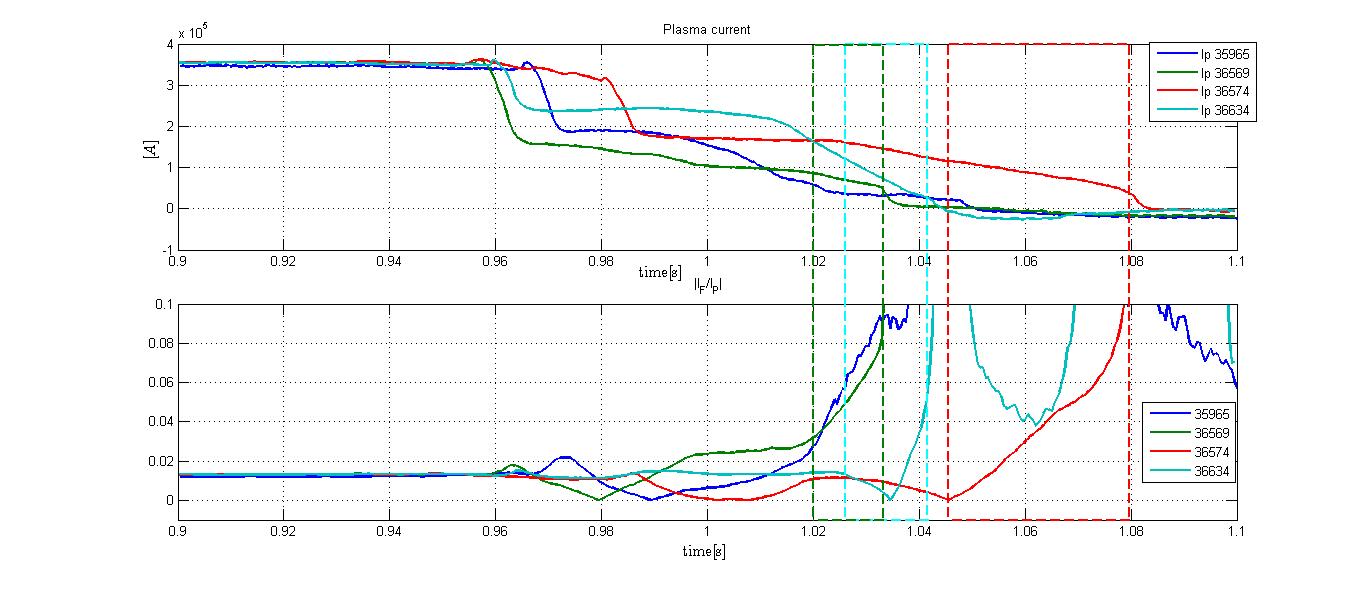 Plasma current
x 10^5
4
3
2
1
0
-1
[A]
0.9 0.92 0.94 0.96 0.98 1 1.02 1.04 1.06 1.08 1.1
time[s]
Ip 35965
Ip 36569
Ip 36574
Ip 36634
||F/IP|
0.1
0.08
0.06
0.04
0.02
0
0.9 0.92 0.94 0.96 0.98 1 1.02 1.04 1.06 1.08 1.1
time[s]
35965
36569
36574
36634